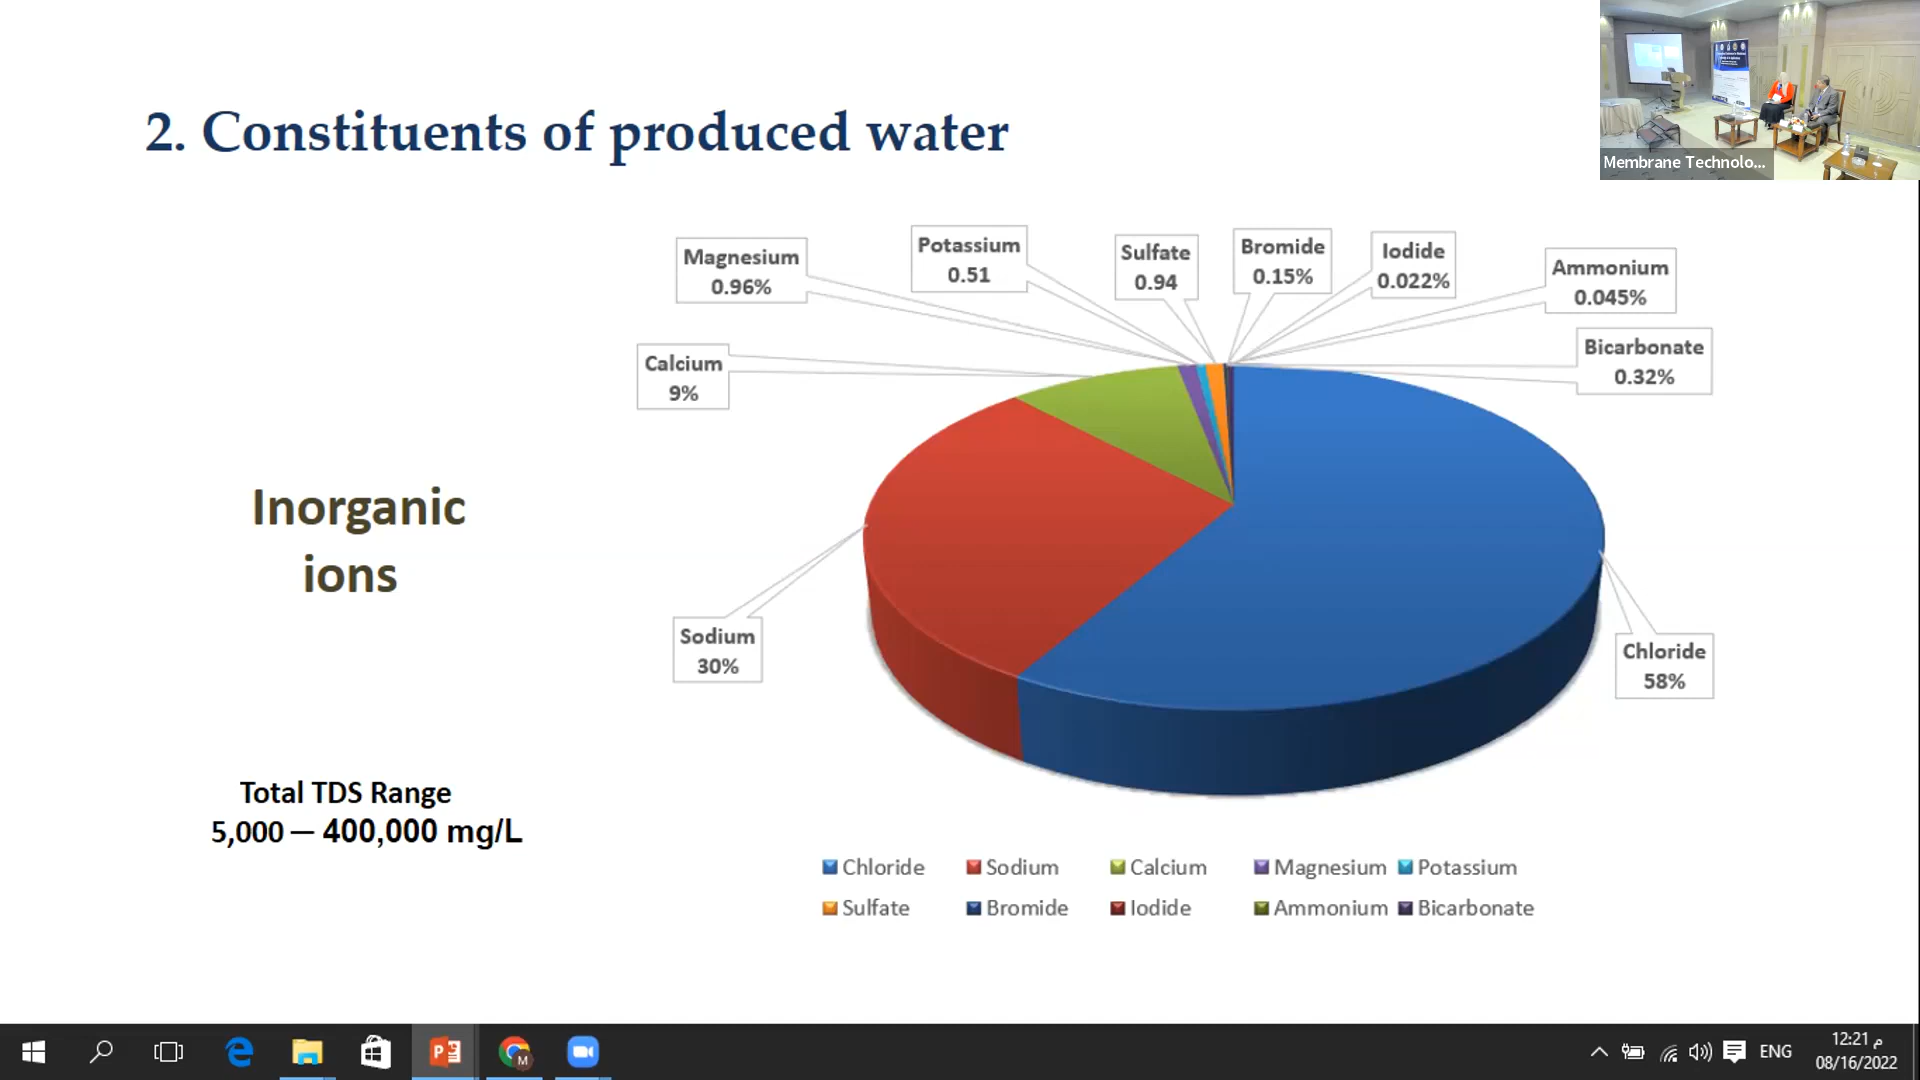 2. Constituents of produced water
Membrane Technolo...
Magnesium
0.96%
Potassium
0.51
Sulfate
0.94
Bromide
0.15%
Iodide
0.022%
Ammonium
0.045%
Bicarbonate
0.32%
Calcium
9%
Inorganic
ions
Sodium
30%
Chloride
58%
Total TDS Range
5,000 — 400,000 mg/L
Chloride Sodium Calcium Magnesium Potassium
Sulfate Bromide Iodide Ammonium Bicarbonate
ENG
12:21 م
08/16/2022